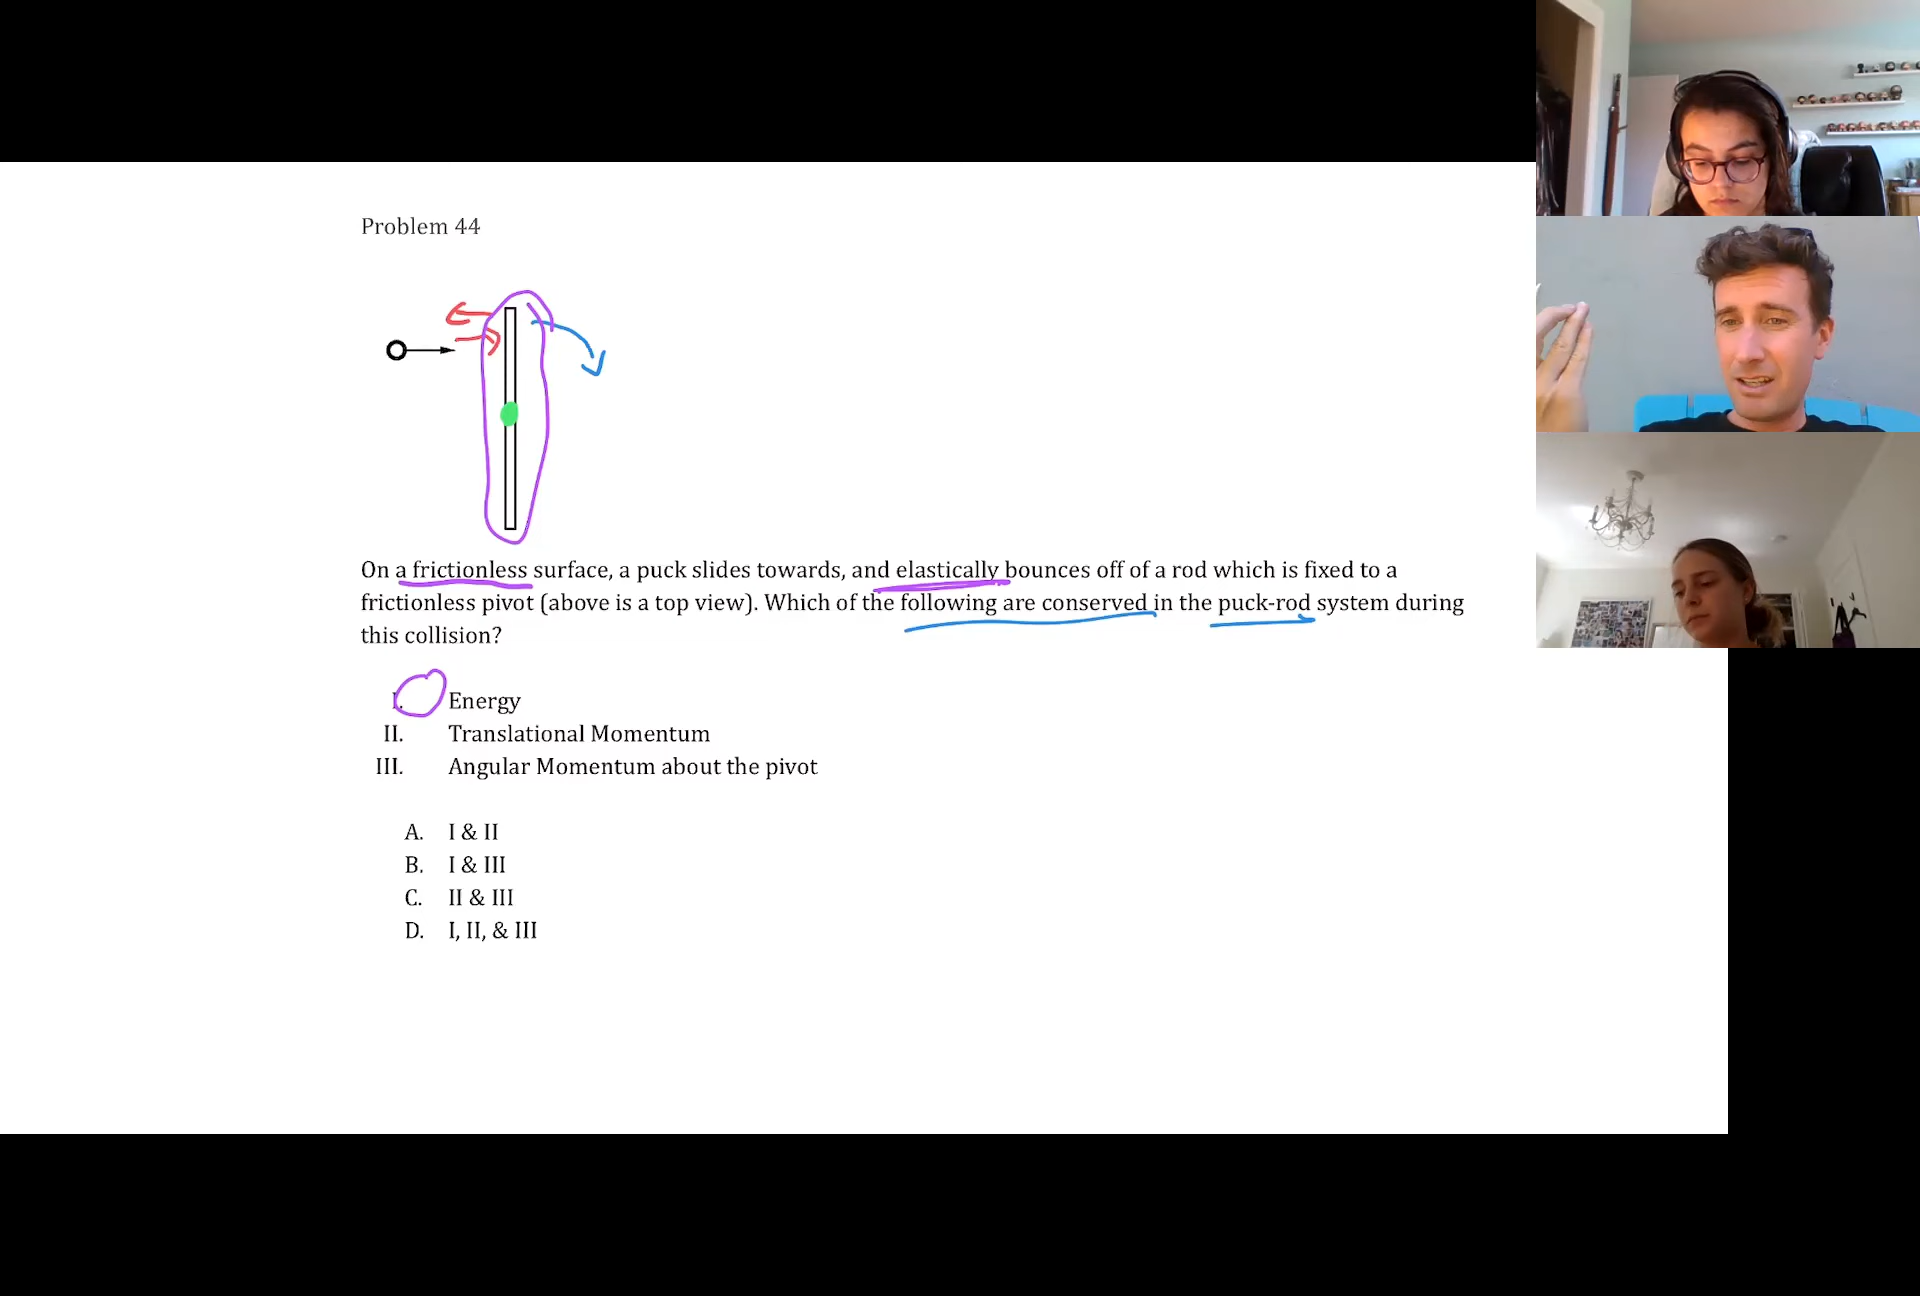 Problem 44
On a frictionless surface, a puck slides towards, and elastically bounces off of a rod which is fixed to a
frictionless pivot (above is a top view). Which of the following are conserved in the puck-rod system during
this collision?
I. Energy
II. Translational Momentum
III. Angular Momentum about the pivot
A. I & II
B. I & III
C. II & III
D. I, II, & III